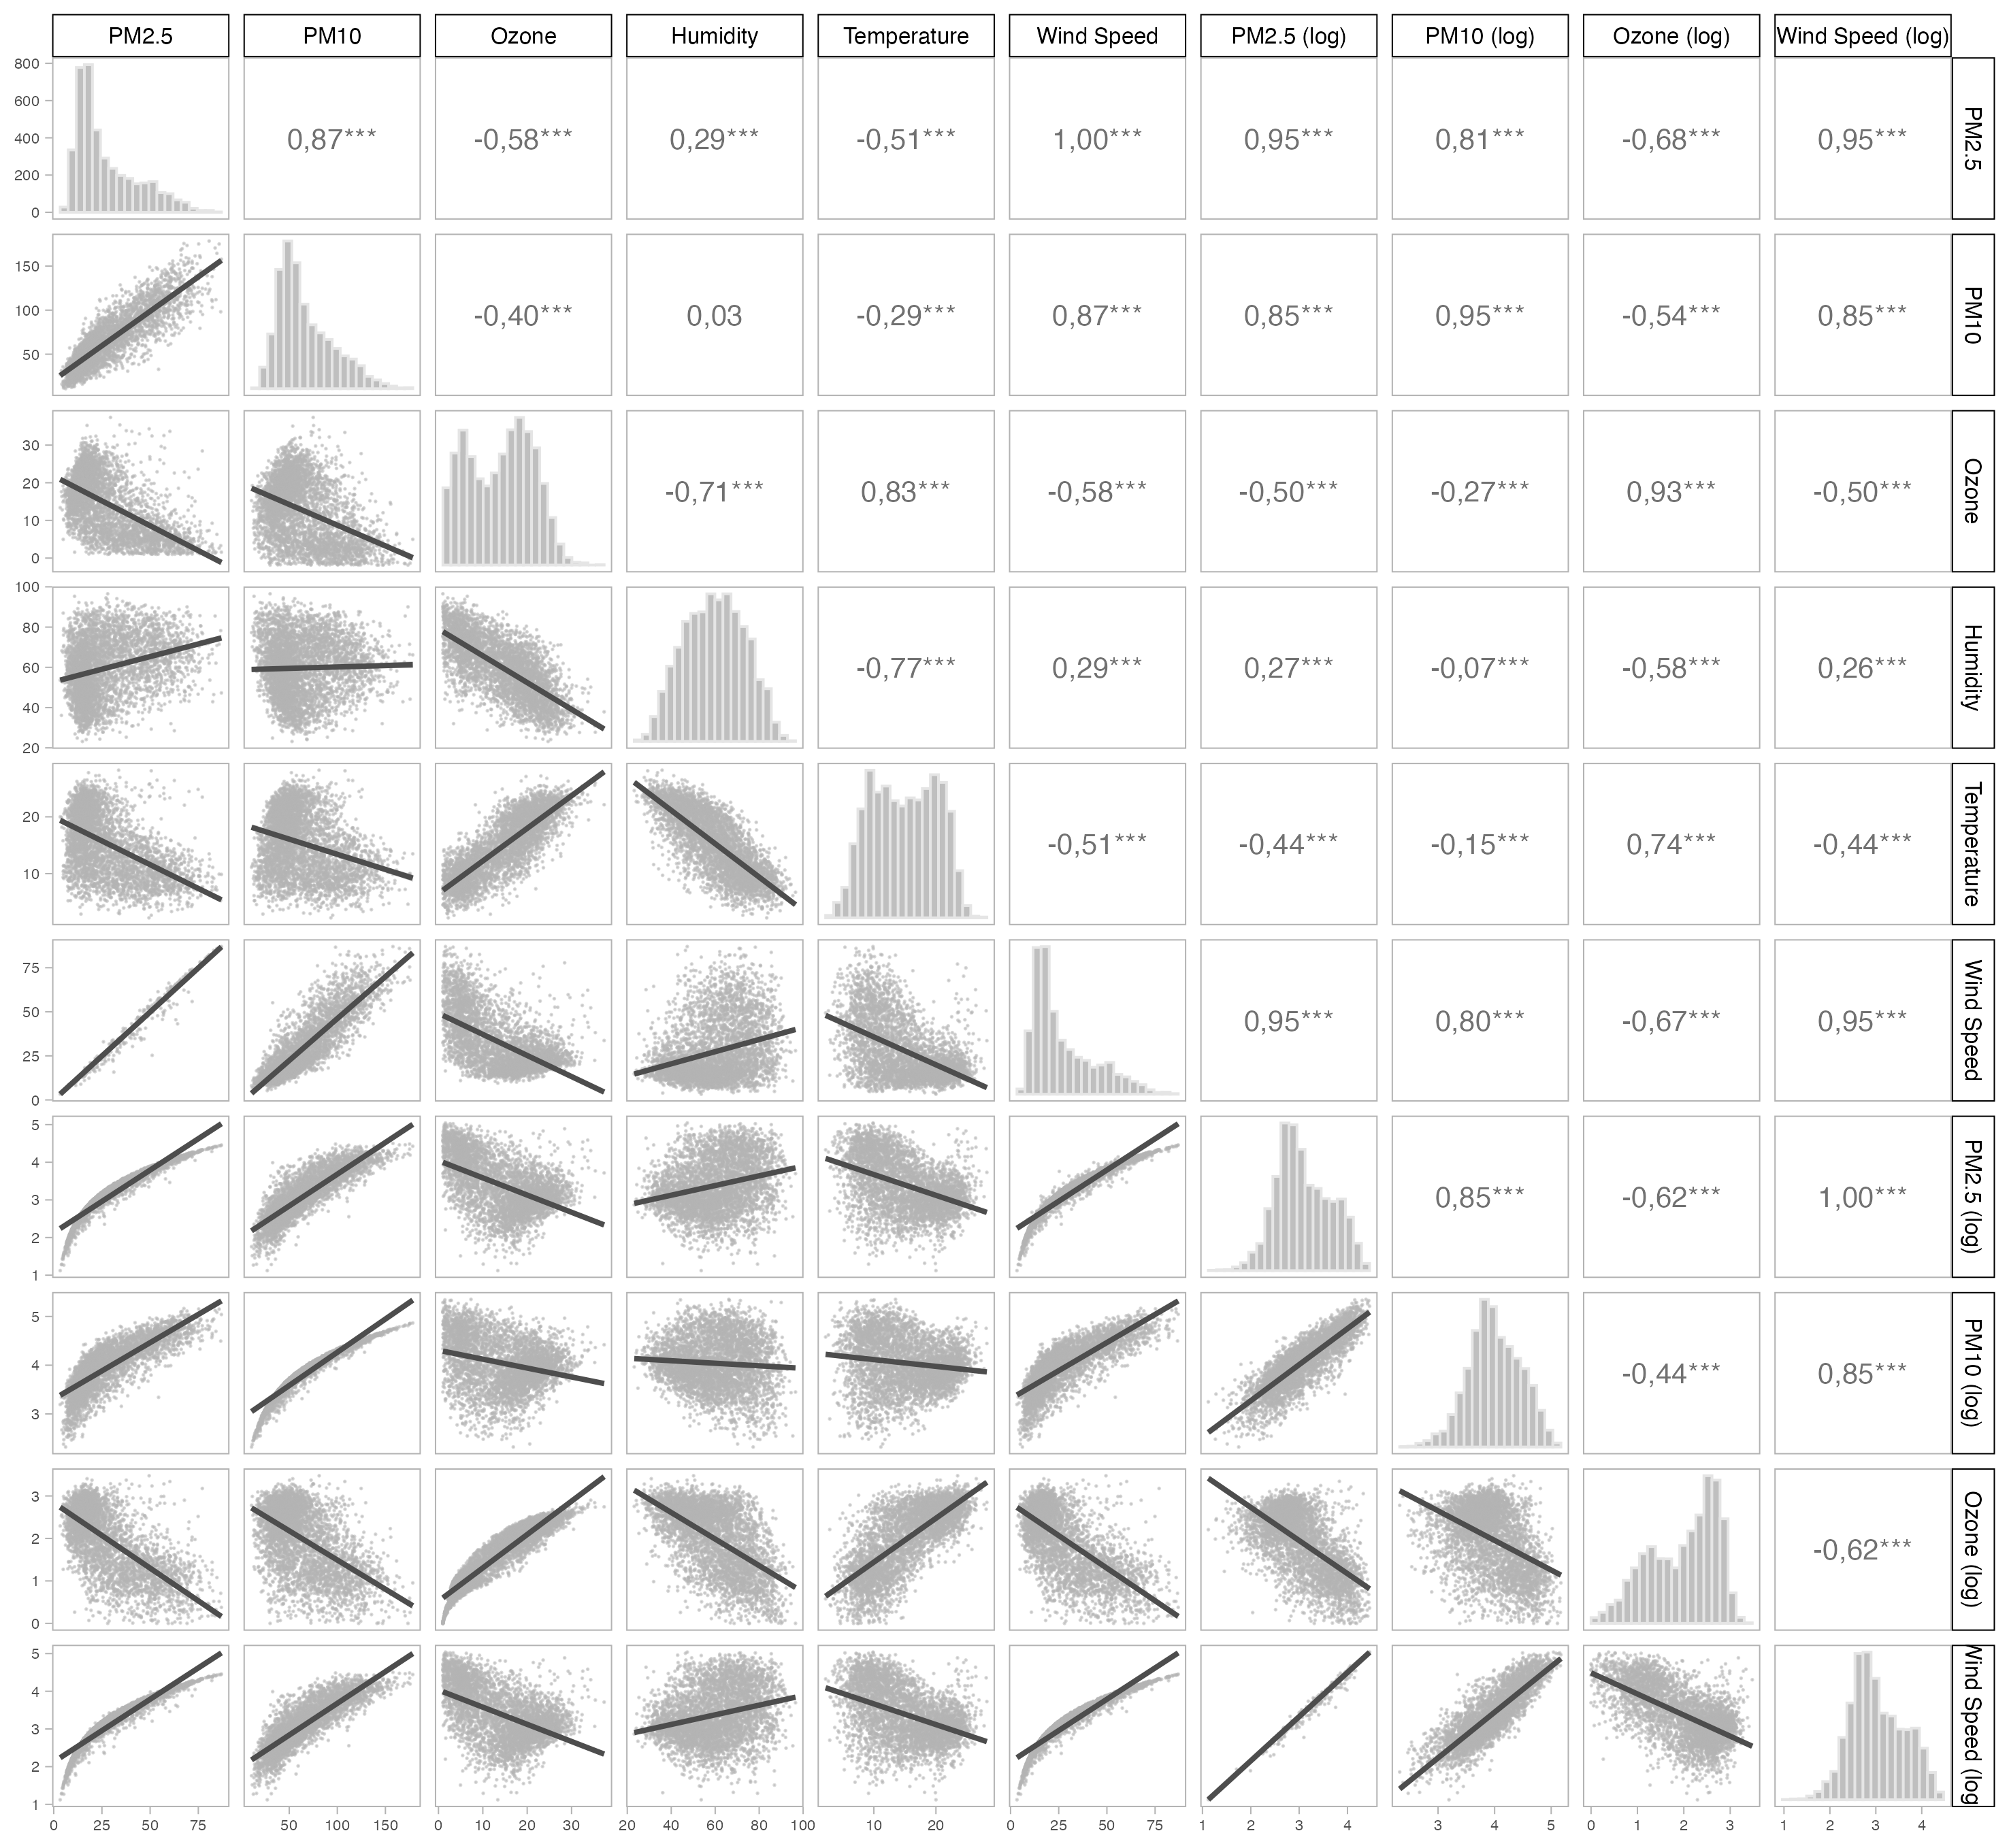 PM2.5 PM10 Ozone Humidity Temperature Wind Speed PM2.5 (log) PM10 (log) Ozone (log) Wind Speed (log)
800
600
400
200
0
0,87*** -0,58*** 0,29*** -0,51*** 1,00*** 0,95*** 0,81*** -0,68*** 0,95***
PM2.5
150
100
50
-0,40*** 0,03 -0,29*** 0,87*** 0,85*** 0,95*** -0,54*** 0,85***
PM10
30
20
10
0
-0,71*** 0,83*** -0,58*** -0,50*** -0,27*** 0,93*** -0,50***
Ozone
100
80
60
40
20
-0,77*** 0,29*** 0,27*** -0,07*** -0,58*** 0,26***
Humidity
20
10
-0,51*** -0,44*** -0,15*** 0,74*** -0,44***
Temperature
75
50
25
0
0,95*** 0,80*** -0,67*** 0,95***
Wind Speed
5
4
3
2
1
0,85*** -0,62*** 1,00***
PM2.5 (log)
5
4
3
-0,44*** 0,85***
PM10 (log)
3
2
1
0
-0,62***
Ozone (log)
5
4
3
2
1
Wind Speed (log
0 25 50 75 50 100 150 0 10 20 30 20 40 60 80 100 10 20 0 25 50 75 1 2 3 4 3 4 5 0 1 2 3 1 2 3 4